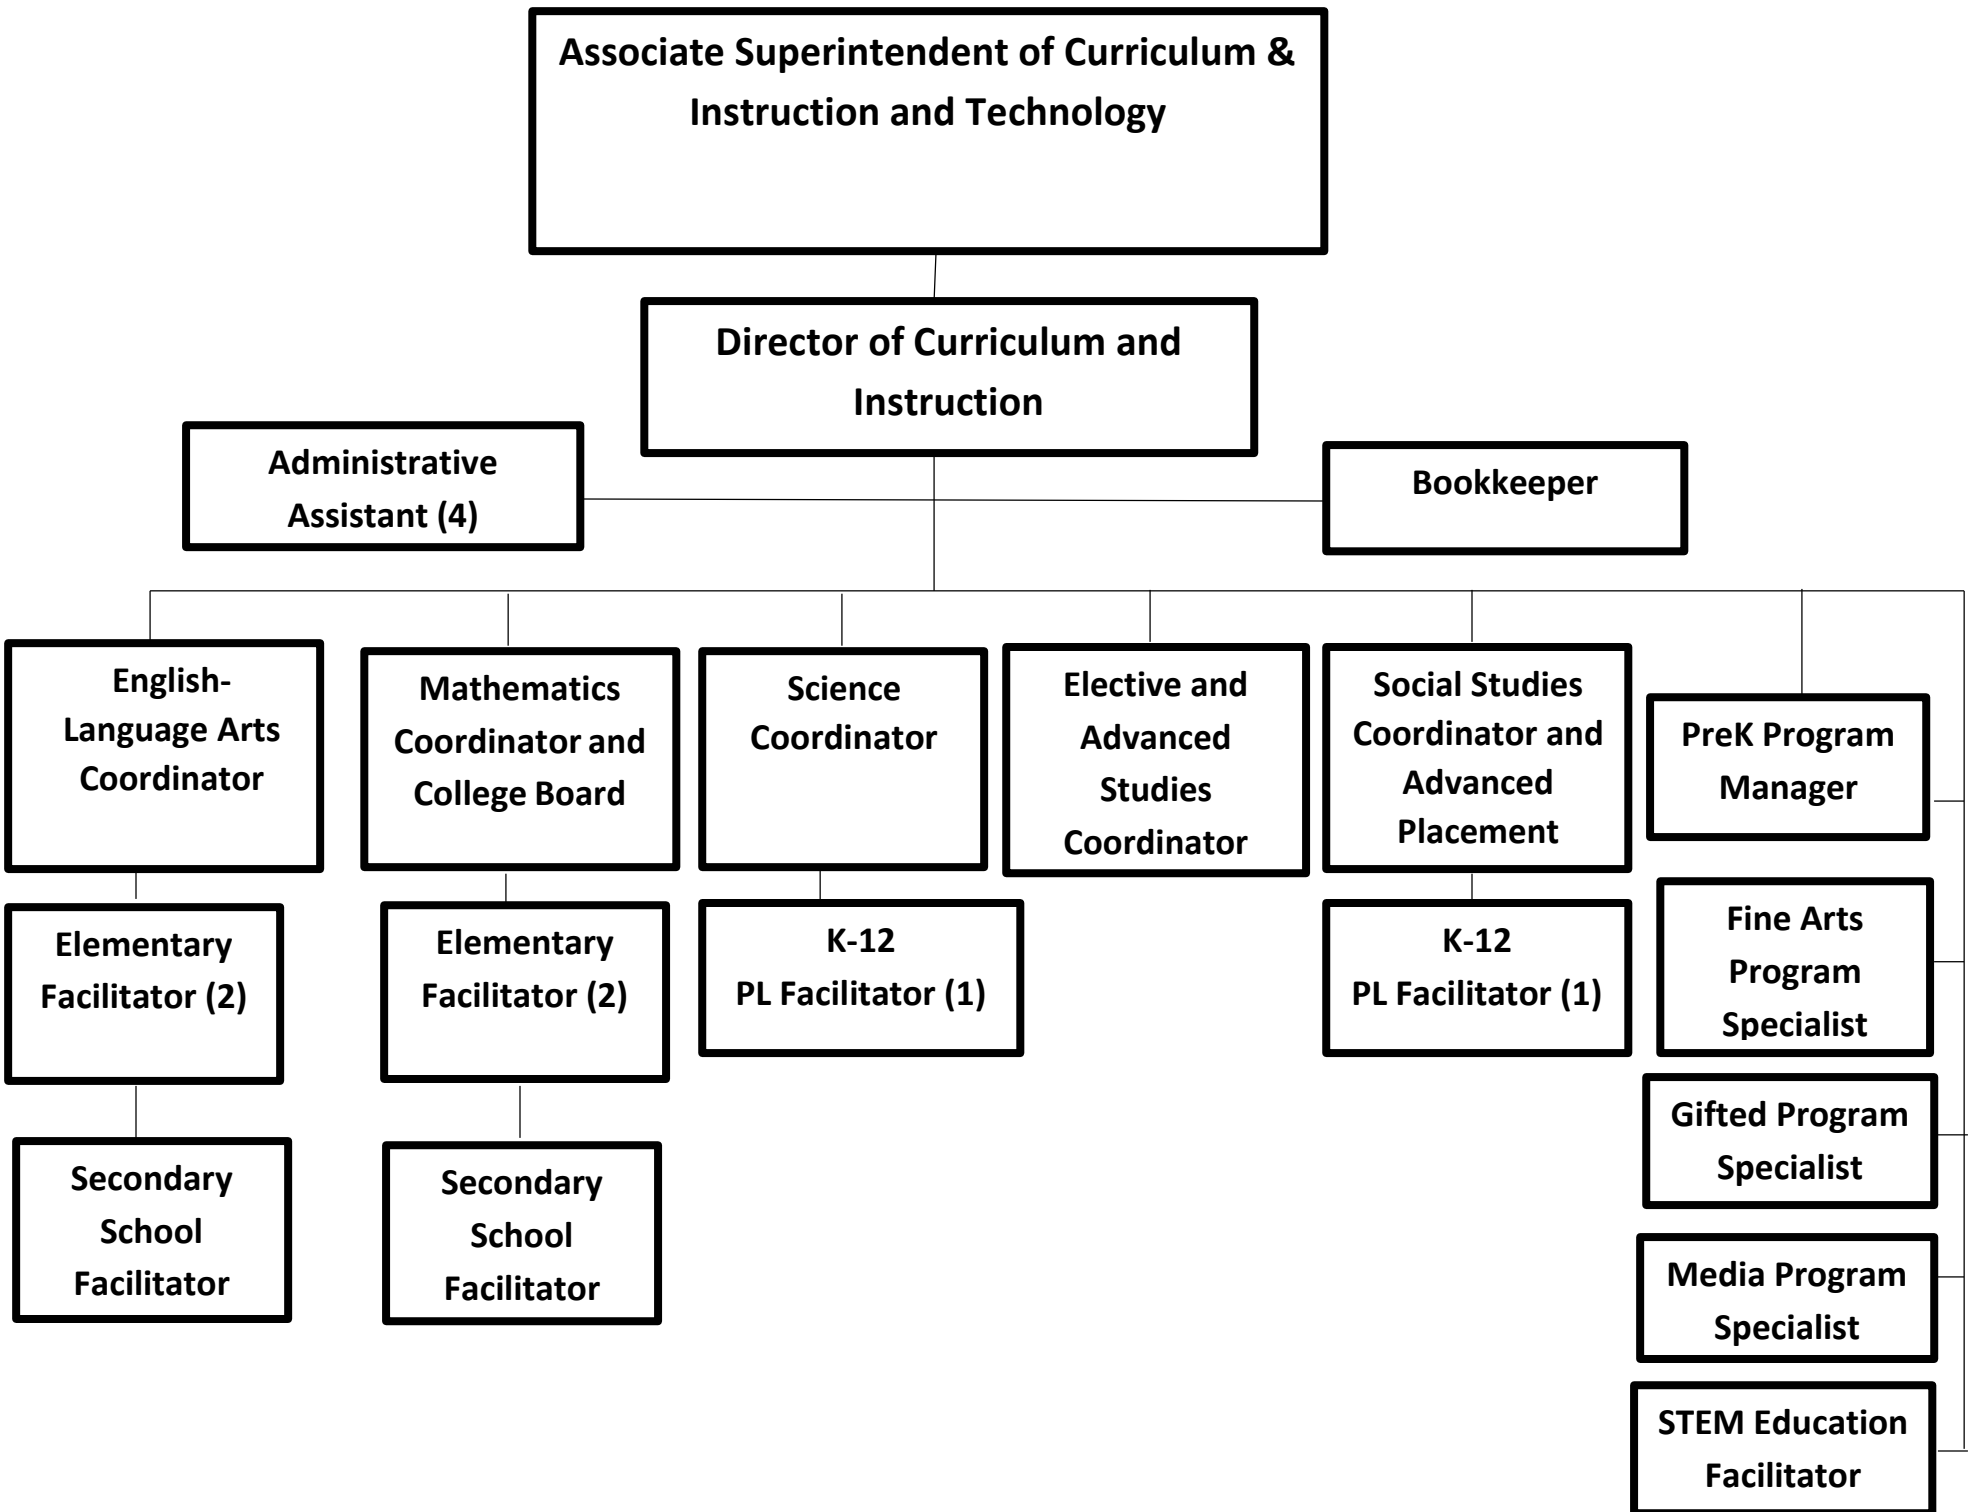 Associate Superintendent of Curriculum &
Instruction and Technology
Director of Curriculum and
Instruction
Administrative
Assistant (4)
Bookkeeper
English-
Language Arts
Coordinator
Mathematics
Coordinator and
College Board
Science
Coordinator
Elective and
Advanced
Studies
Coordinator
Social Studies
Coordinator and
Advanced
Placement
PreK Program
Manager
Elementary
Facilitator (2)
Elementary
Facilitator (2)
K-12
PL Facilitator (1)
K-12
PL Facilitator (1)
Fine Arts
Program
Specialist
Secondary
School
Facilitator
Secondary
School
Facilitator
Gifted Program
Specialist
Media Program
Specialist
STEM Education
Facilitator